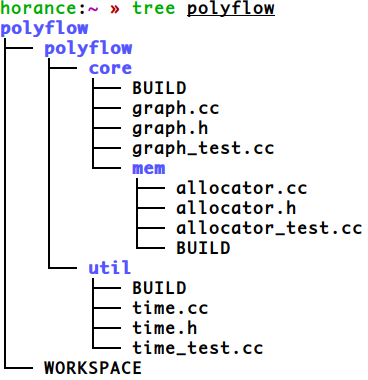 horance:~ » tree polyflow
polyflow
├── polyflow
│   ├── core
│   │   ├── BUILD
│   │   ├── graph.cc
│   │   ├── graph.h
│   │   ├── graph_test.cc
│   │   └── mem
│   │       ├── allocator.cc
│   │       ├── allocator.h
│   │       ├── allocator_test.cc
│   │       └── BUILD
│   └── util
│       ├── BUILD
│       ├── time.cc
│       ├── time.h
│       └── time_test.cc
└── WORKSPACE